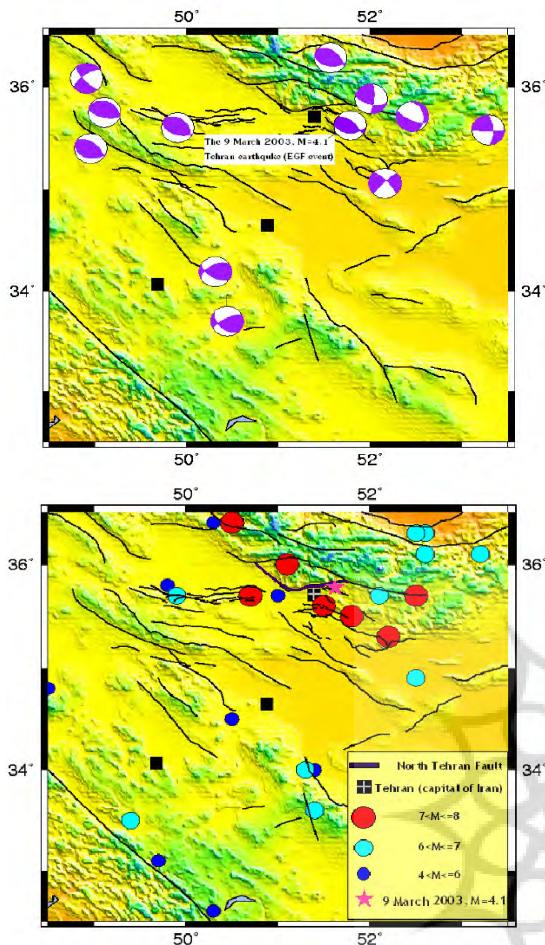 50° 52°
36°
36°
The 9 March 2003, M=4.1
Tehran earthquke (EGF event)
34°
34°
50° 52°
50° 52°
36°
36°
34°
34°
North Tehran Fault
Tehran (capital of Iran)
7<M<=8
6<M<=7
4<M<=6
9 March 2003, M=4.1
50° 52°